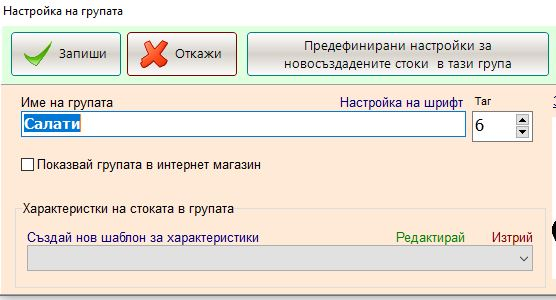 Настройка на групата
Запиши
Откажи
Предефинирани настройки за
новосъздадените стоки в тази група
Име на групата
Настройка на шрифт
Таг
Салати
6
Показвай групата в интернет магазин
Характеристки на стоката в групата
Създай нов шаблон за характеристики
Редактирай
Изтрий